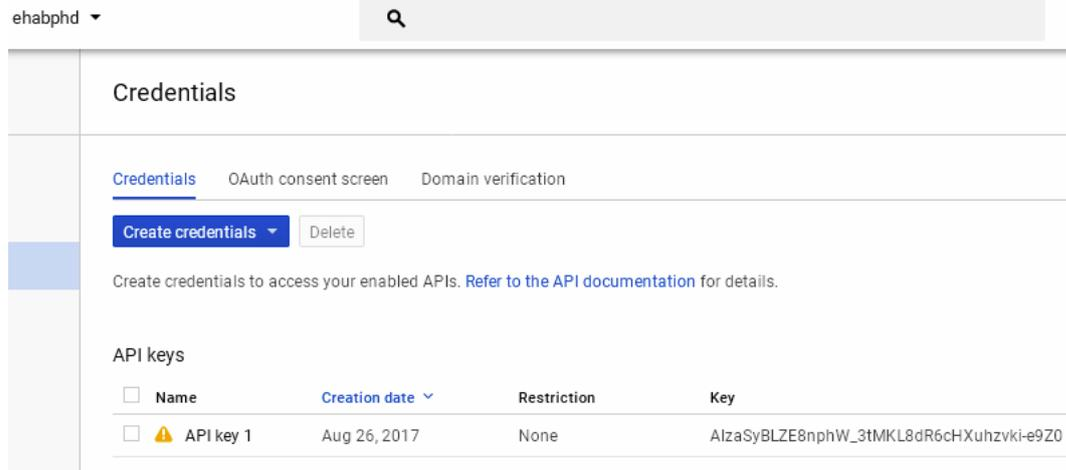 ehabphd
Credentials
Credentials OAuth consent screen Domain verification
Create credentials Delete
Create credentials to access your enabled APIs. Refer to the API documentation for details.
API keys
Name Creation date Restriction Key
API key 1 Aug 26, 2017 None AIzaSyBLZE8nphW_3tMKL8dR6cHXuhzvki-e9Z0